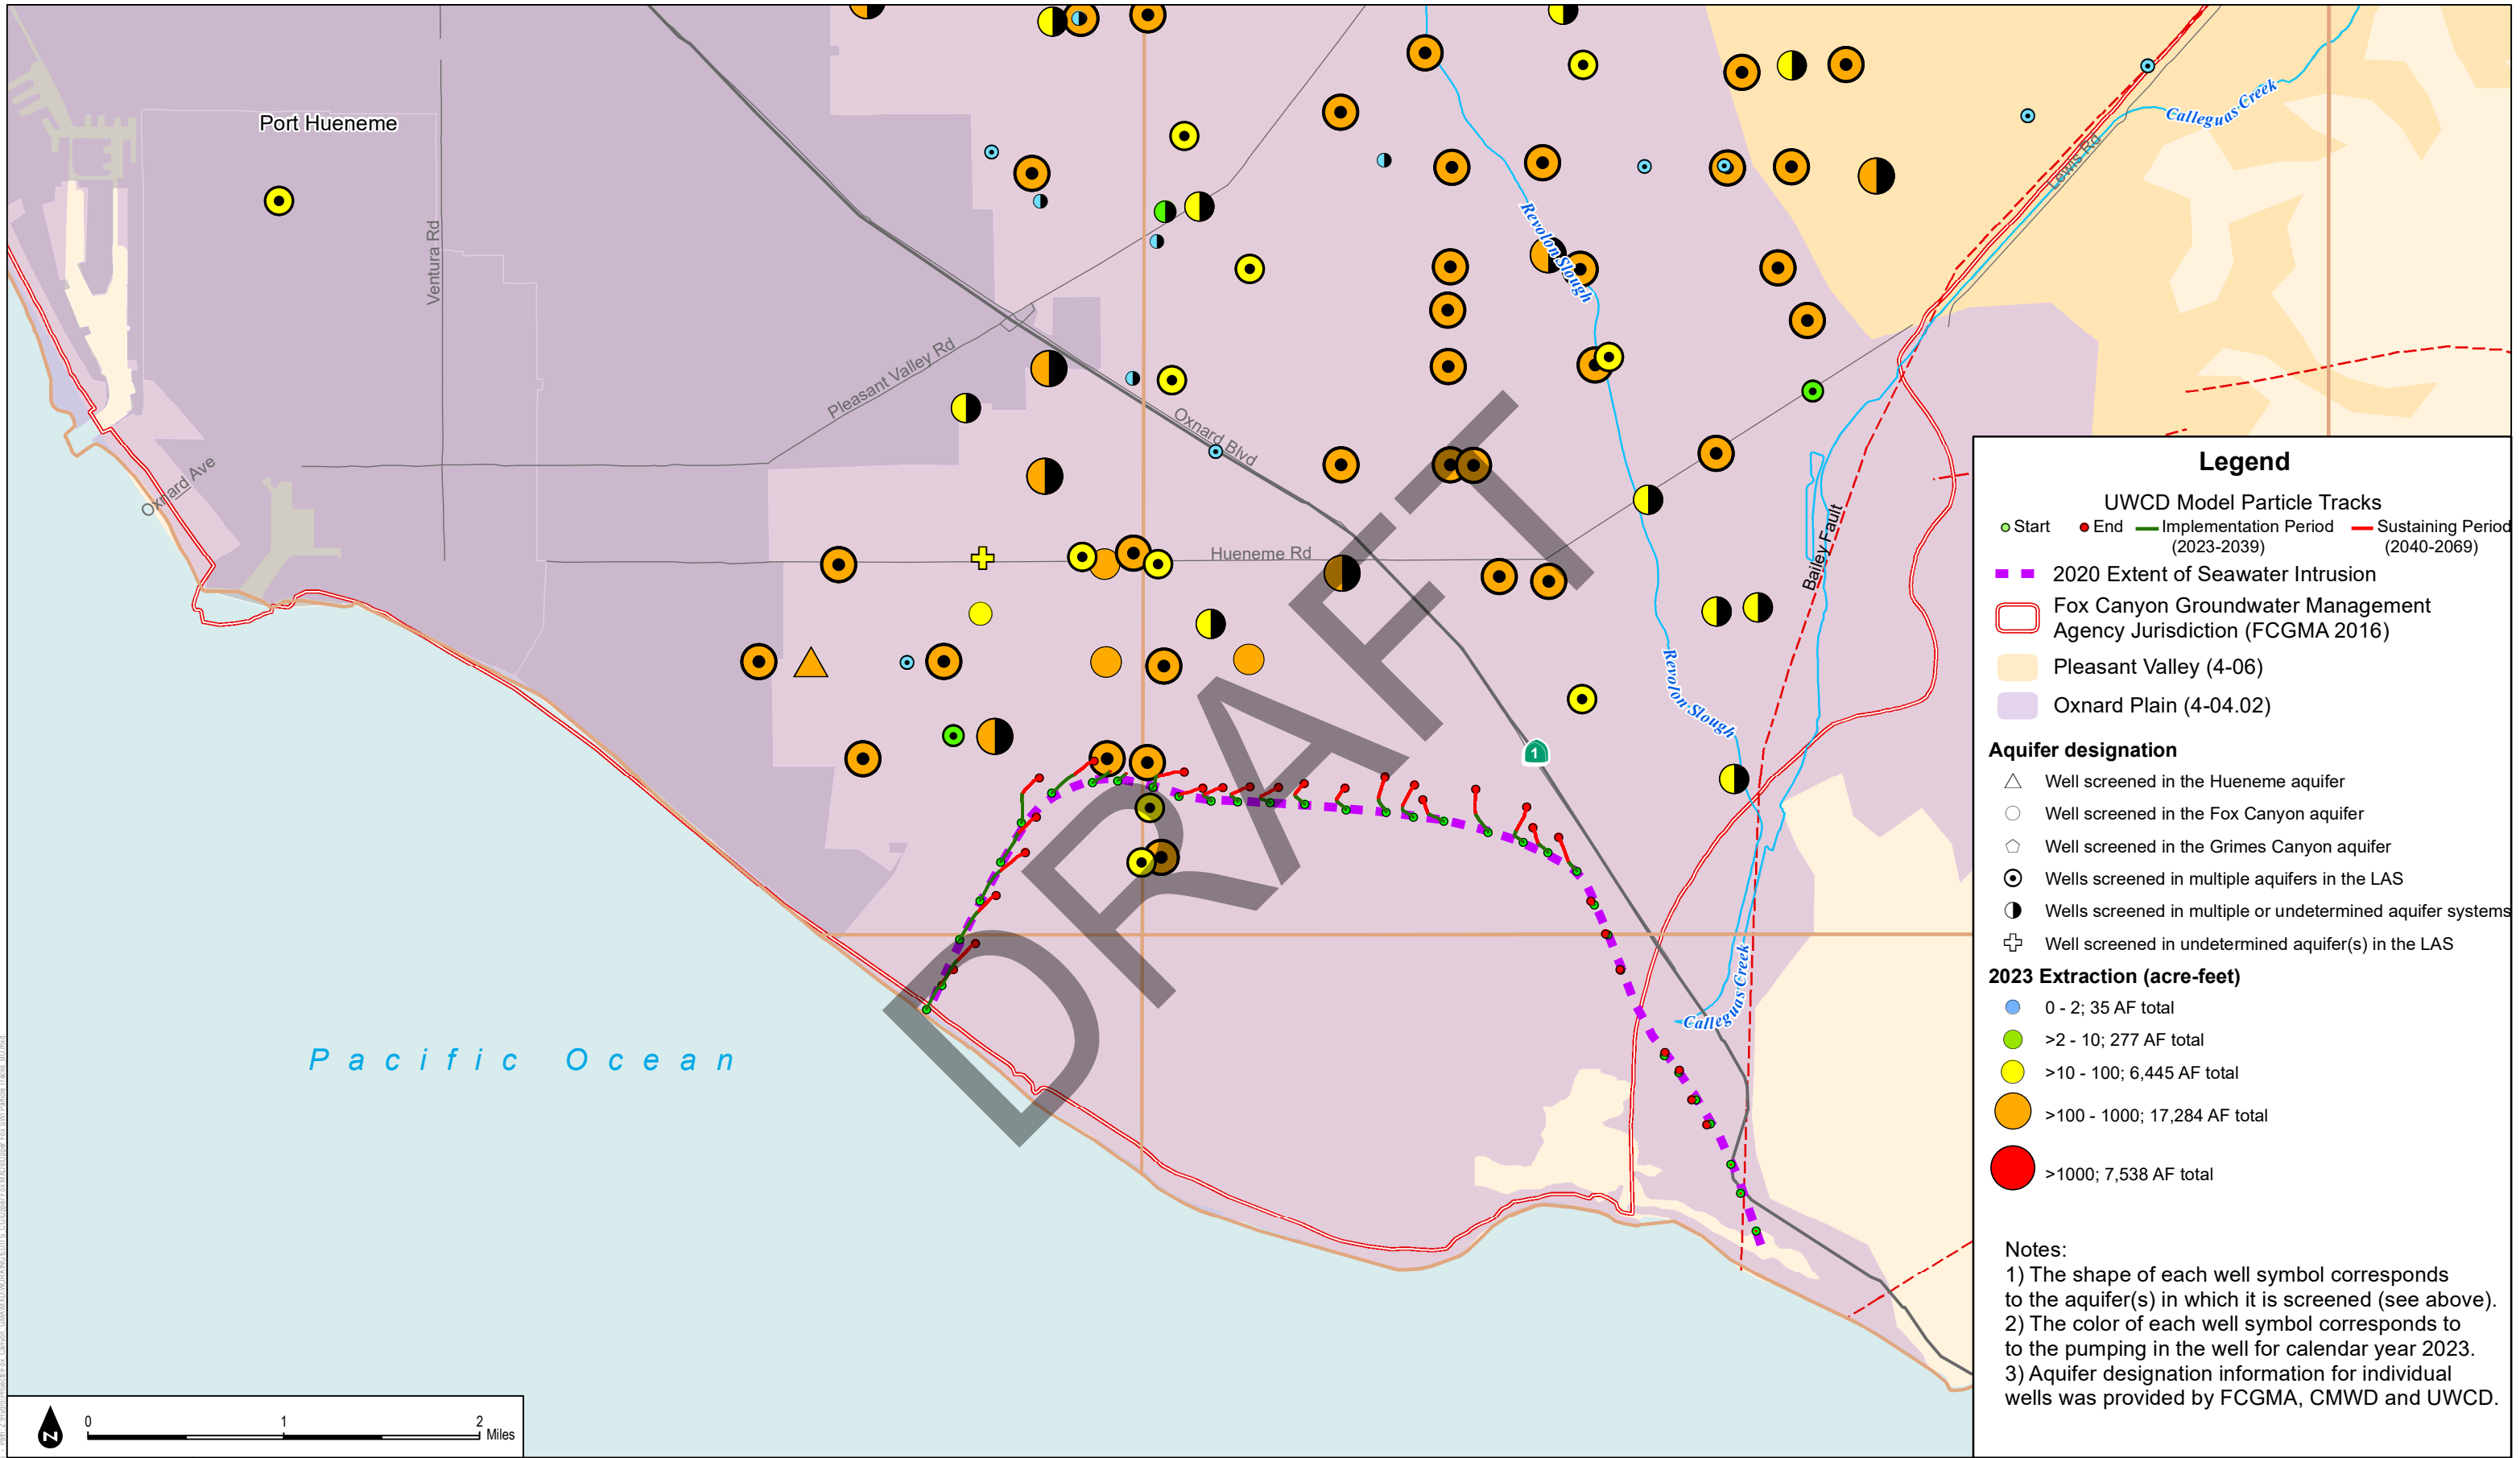 Port Hueneme
Ventura Rd
Calleguas Creek
Lewis Rd
Revolon Slough
Pleasant Valley Rd
Oxnard Blvd
Oxnard Ave
Hueneme Rd
Bailey Fault
Revolon Slough
1
Calleguas Creek
Pacific Ocean
DRAFT
Legend
UWCD Model Particle Tracks
Start End Implementation Period Sustaining Period
(2023-2039) (2040-2069)
2020 Extent of Seawater Intrusion
Fox Canyon Groundwater Management
Agency Jurisdiction (FCGMA 2016)
Pleasant Valley (4-06)
Oxnard Plain (4-04.02)
Aquifer designation
Well screened in the Hueneme aquifer
Well screened in the Fox Canyon aquifer
Well screened in the Grimes Canyon aquifer
Wells screened in multiple aquifers in the LAS
Wells screened in multiple or undetermined aquifer systems
Well screened in undetermined aquifer(s) in the LAS
2023 Extraction (acre-feet)
0 - 2; 35 AF total
>2 - 10; 277 AF total
>10 - 100; 6,445 AF total
>100 - 1000; 17,284 AF total
>1000; 7,538 AF total
Notes:
1) The shape of each well symbol corresponds
to the aquifer(s) in which it is screened (see above).
2) The color of each well symbol corresponds to
to the pumping in the well for calendar year 2023.
3) Aquifer designation information for individual
wells was provided by FCGMA, CMWD and UWCD.
N
0 1 2
Miles